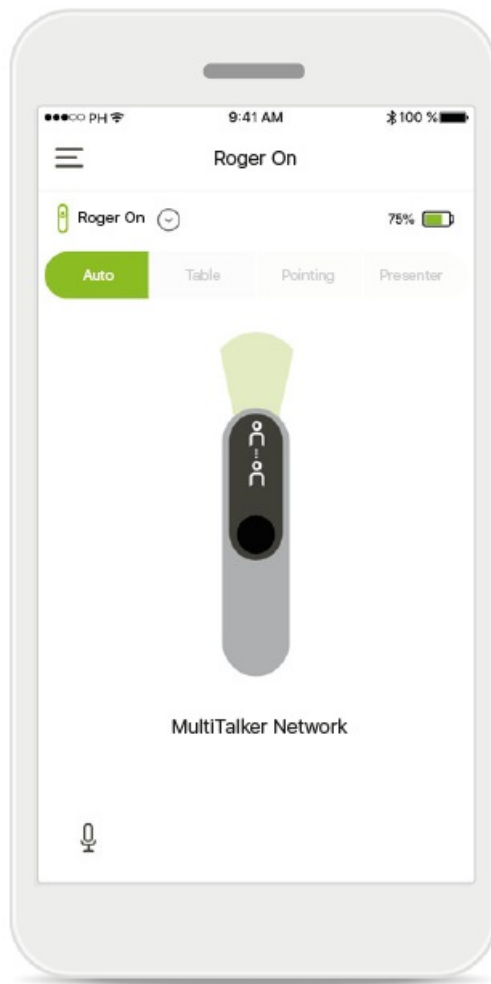 PH 9:41 AM 100 %
Roger On
Roger On 75%
Auto Table Pointing Presenter
MultiTalker Network